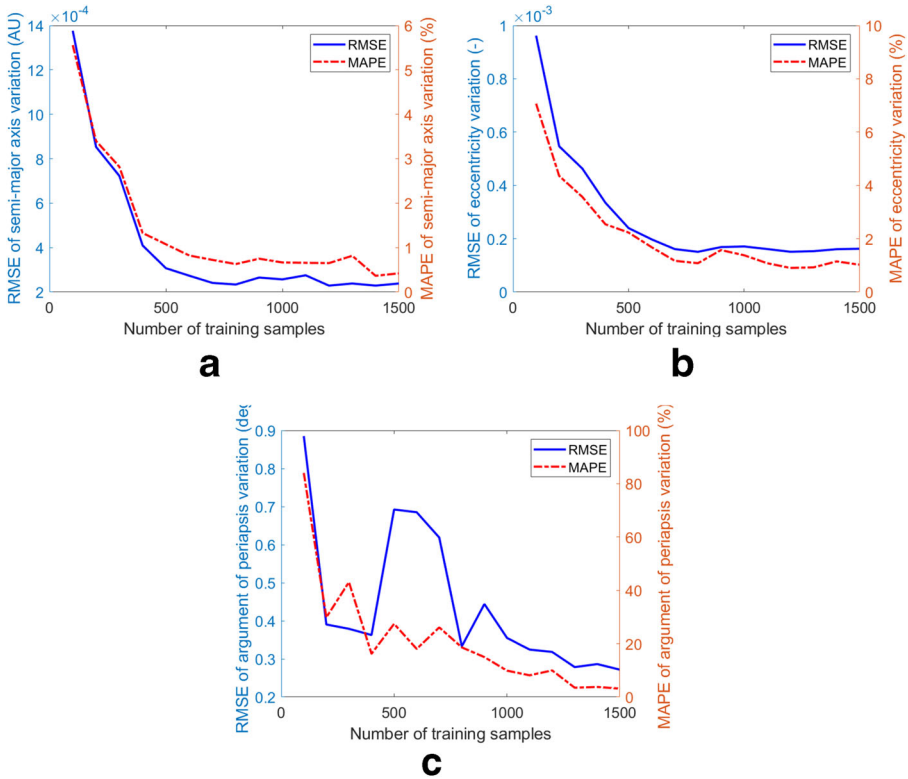 ×10⁻⁴
14
12
10
8
6
4
2
RMSE of semi-major axis variation (AU)
RMSE
MAPE
6
5
4
3
2
1
0
MAPE of semi-major axis variation (%)
0 500 1000 1500
Number of training samples
a
×10⁻³
1
0.8
0.6
0.4
0.2
0
RMSE of eccentricity variation (-)
RMSE
MAPE
10
8
6
4
2
0
MAPE of eccentricity variation (%)
0 500 1000 1500
Number of training samples
b
0.9
0.8
0.7
0.6
0.5
0.4
0.3
0.2
RMSE of argument of periapsis variation (deg
RMSE
MAPE
100
80
60
40
20
0
MAPE of argument of periapsis variation (%)
0 500 1000 1500
Number of training samples
c